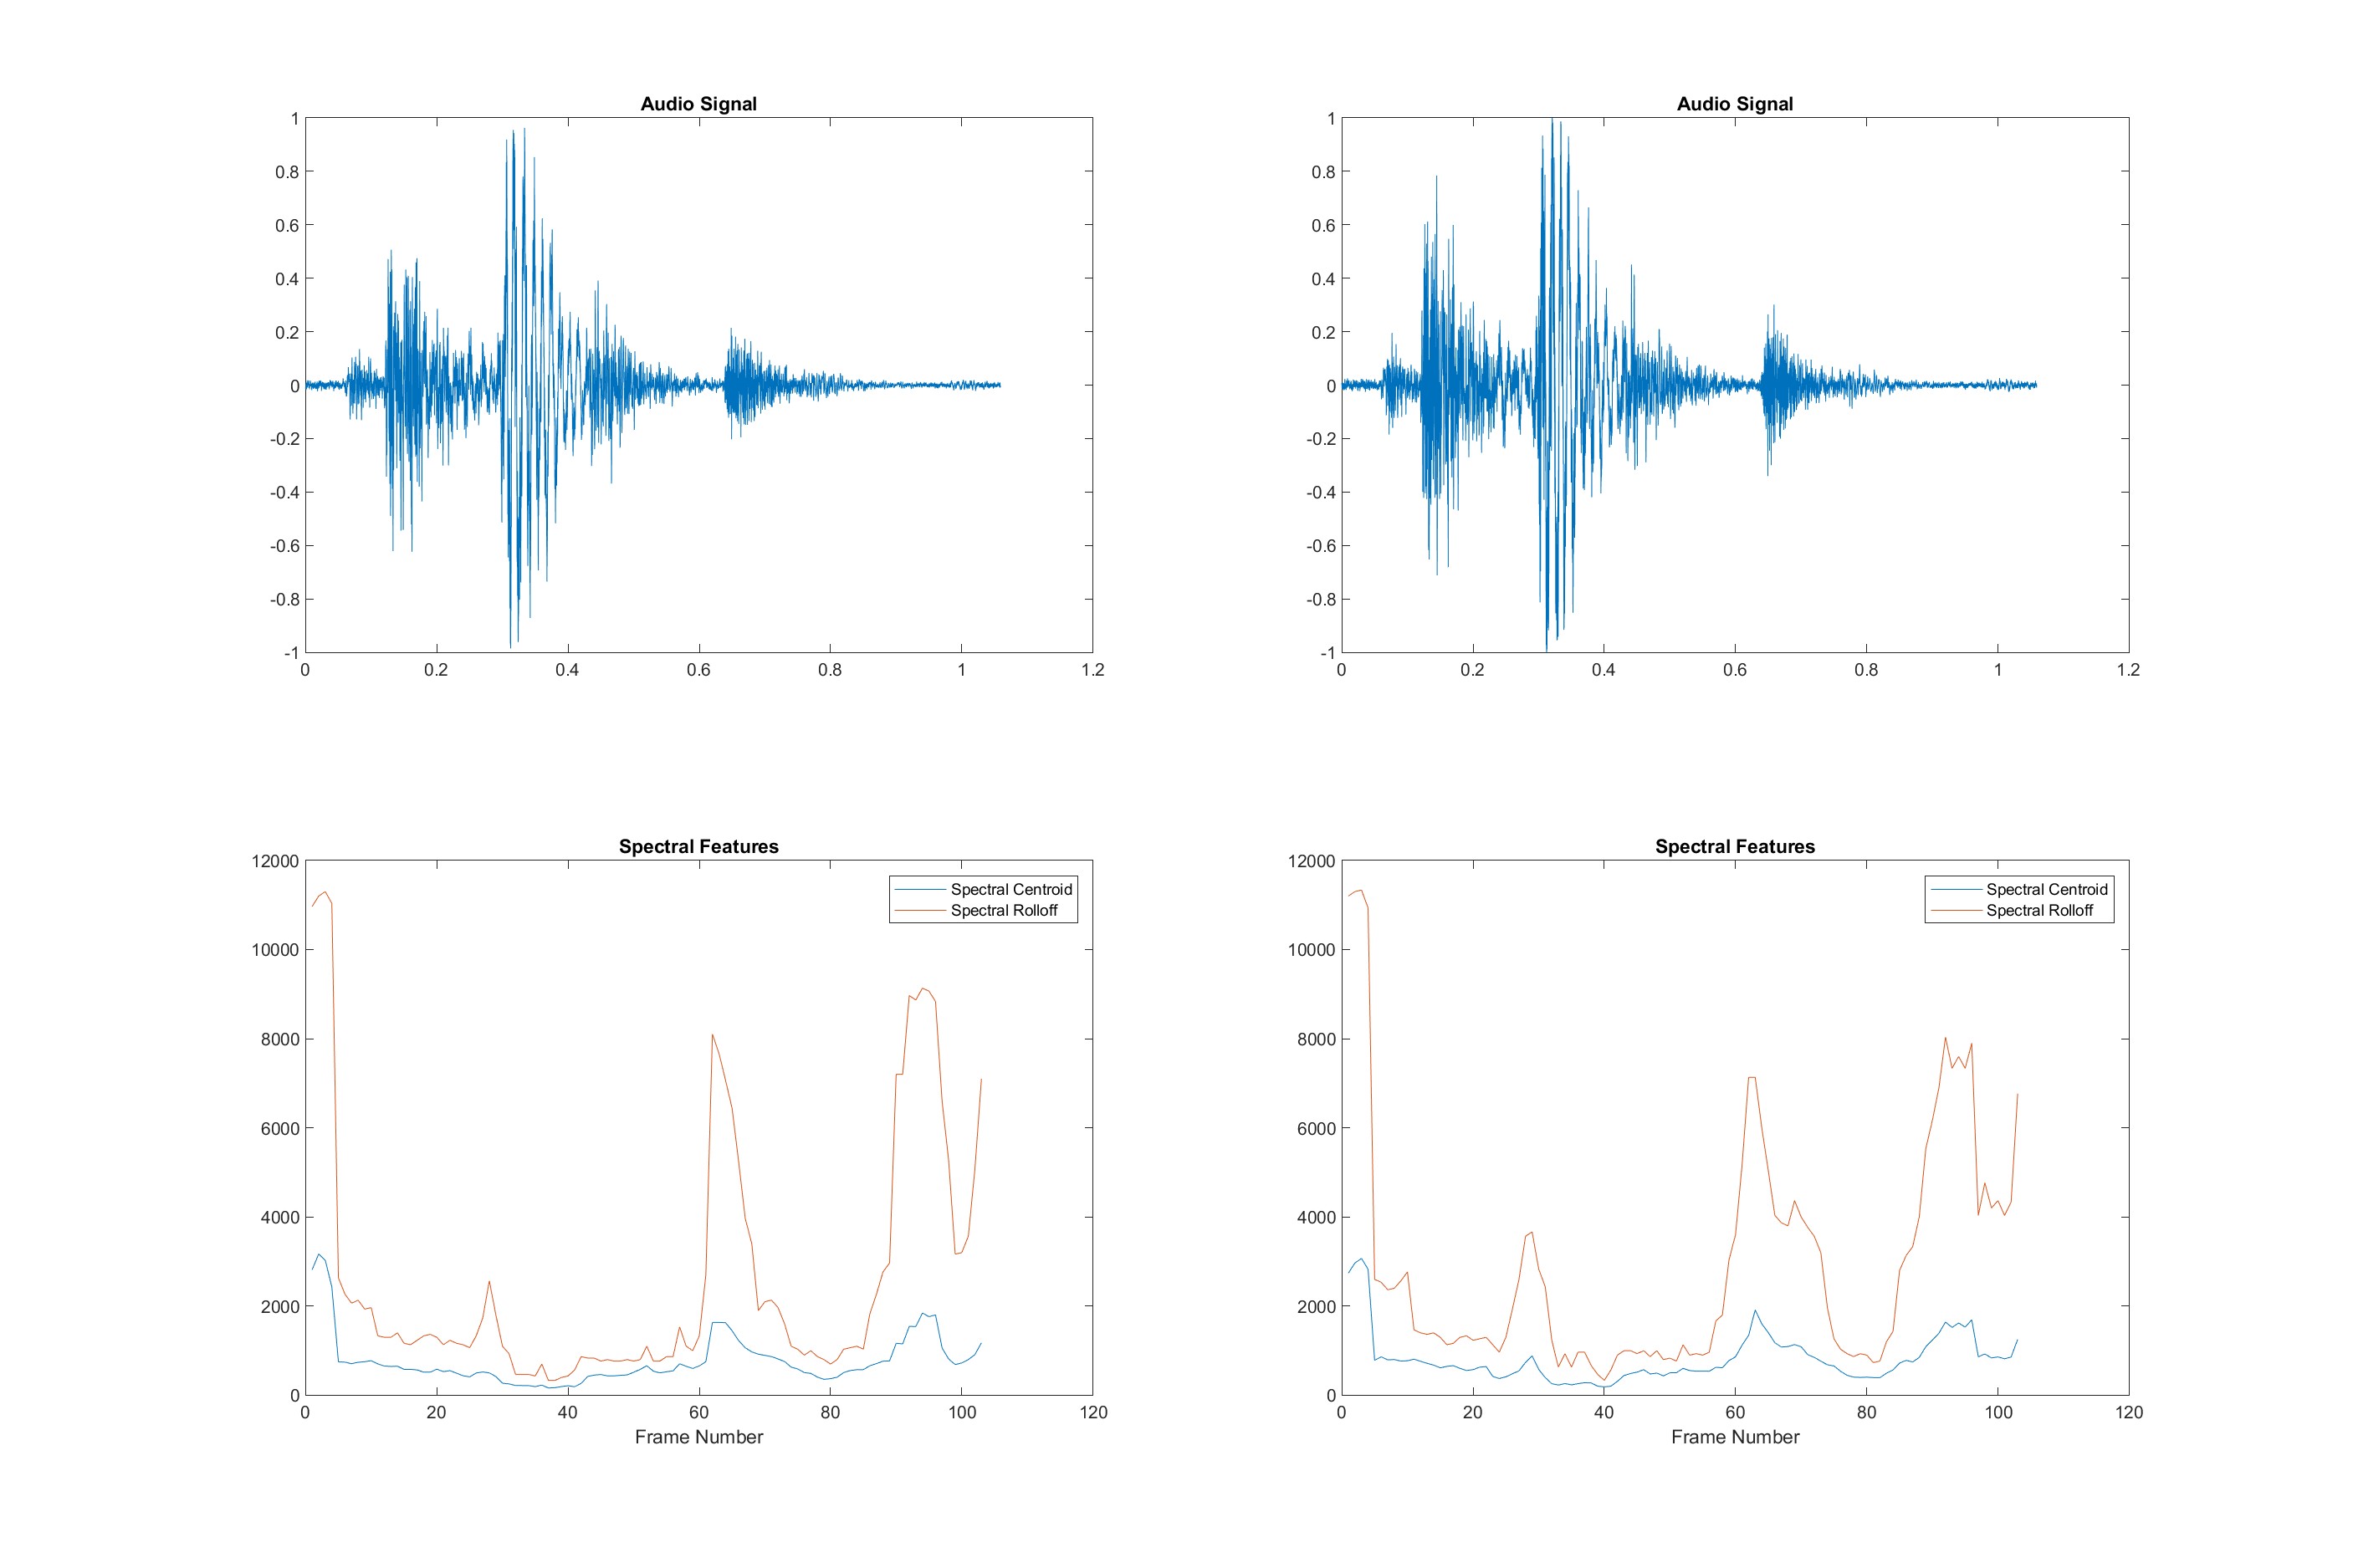 Audio Signal
1
0.8
0.6
0.4
0.2
0
-0.2
-0.4
-0.6
-0.8
-1
0 0.2 0.4 0.6 0.8 1 1.2
Audio Signal
1
0.8
0.6
0.4
0.2
0
-0.2
-0.4
-0.6
-0.8
-1
0 0.2 0.4 0.6 0.8 1 1.2
Spectral Features
12000
10000
8000
6000
4000
2000
0
Spectral Centroid
Spectral Rolloff
0 20 40 60 80 100 120
Frame Number
Spectral Features
12000
10000
8000
6000
4000
2000
0
Spectral Centroid
Spectral Rolloff
0 20 40 60 80 100 120
Frame Number